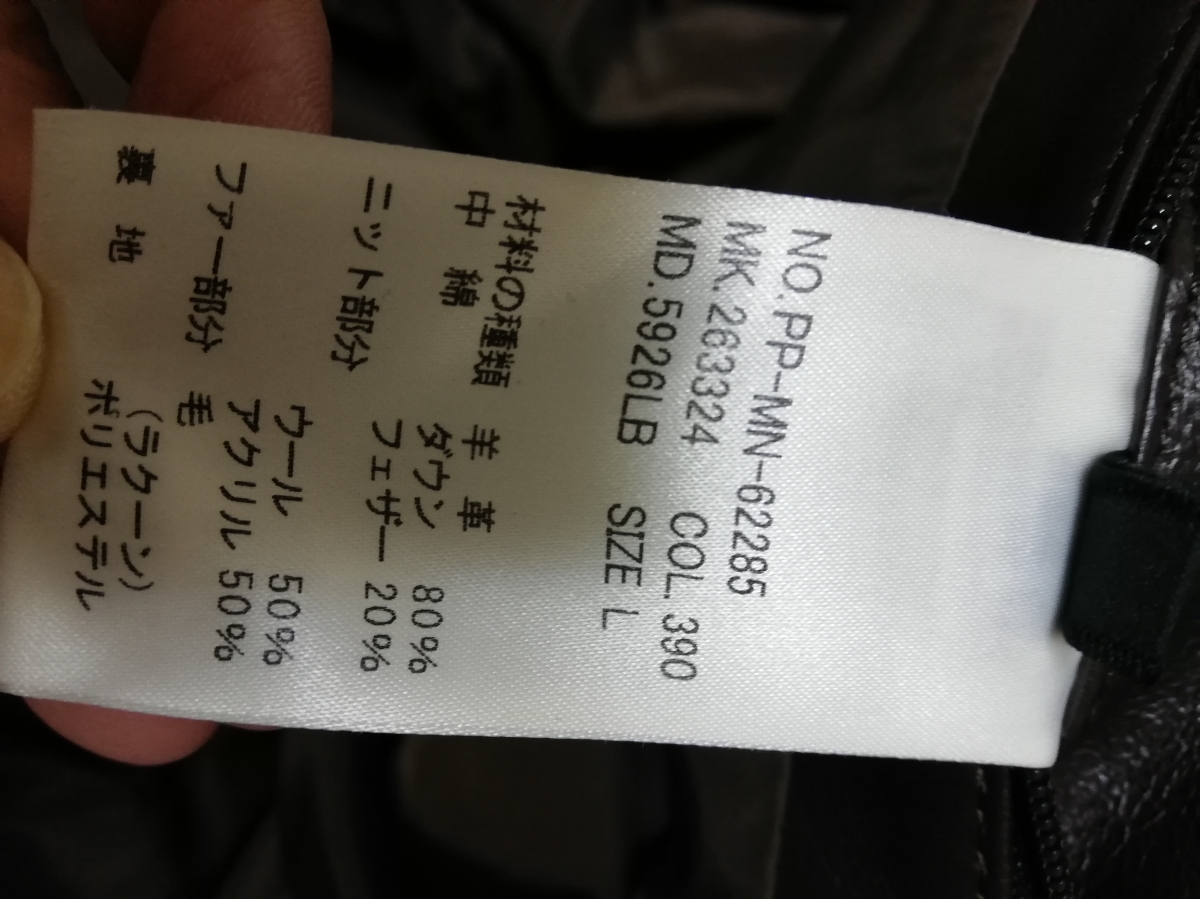 NO.PP-MN-62285
MK.263324 COL.390
MD.5926LB SIZE L
材料の種類 羊 革
中 綿 ダウン 80%
フェザー 20%
ニット部分 ウール 50%
アクリル 50%
ファー部分 毛
(ラクーン)
裏 地 ポリエステル